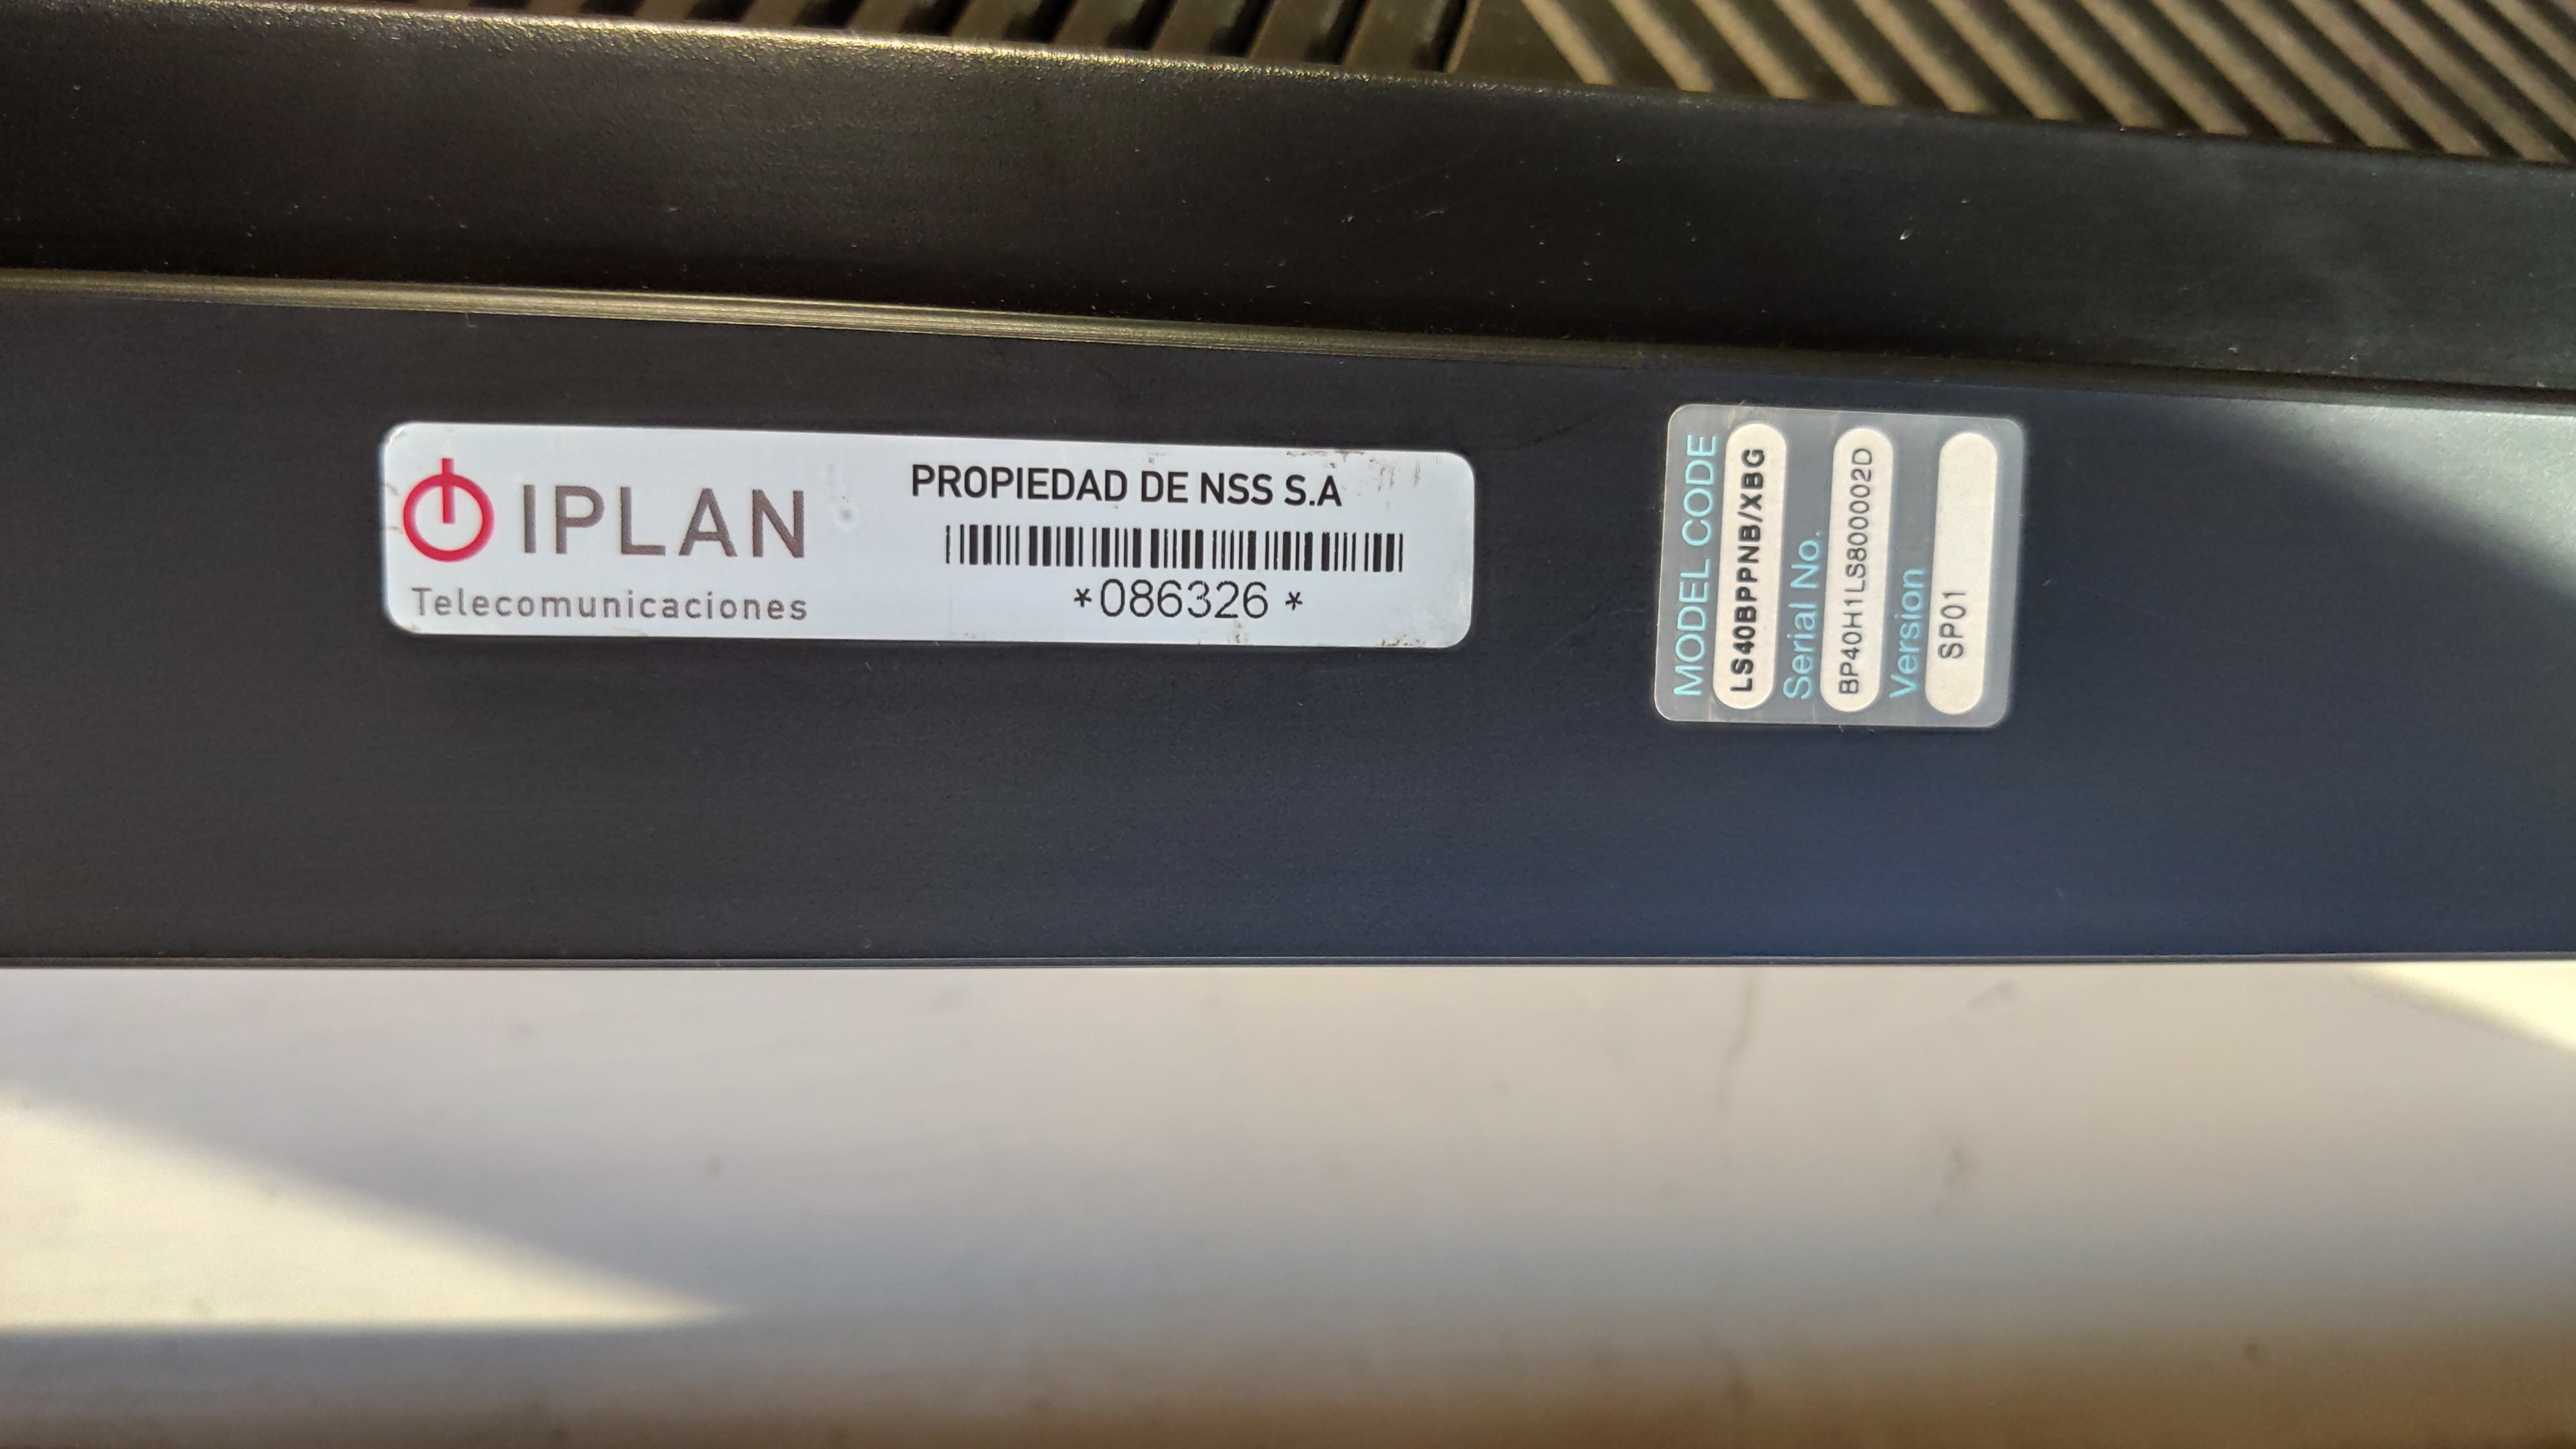 IPLAN
Telecomunicaciones
PROPIEDAD DE NSS S.A
*086326*
MODEL CODE
LS40BPPNB/XBG
Serial No.
BP40H1LS800002D
Version
SP01